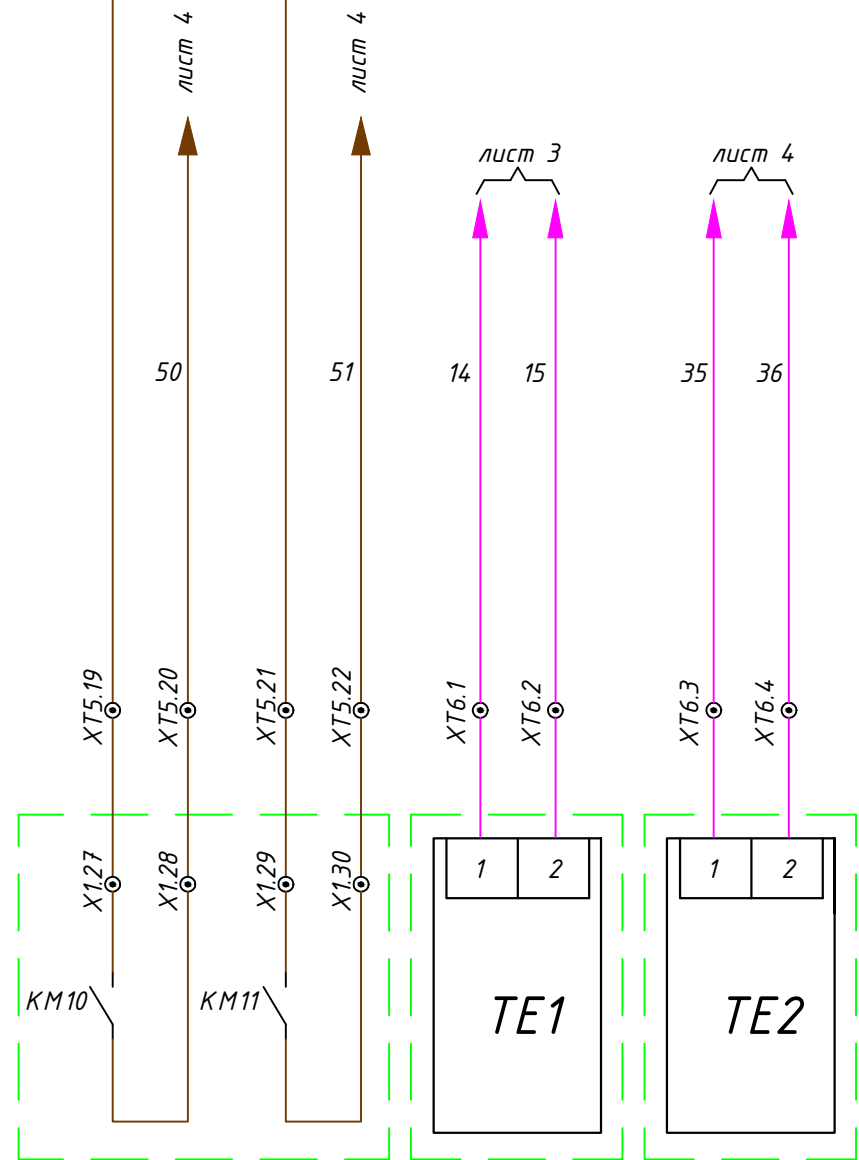 лист 4
лист 4
лист 3
лист 4
50
51
14
15
35
36
XT5.19
XT5.20
XT5.21
XT5.22
XT6.1
XT6.2
XT6.3
XT6.4
X1.27
X1.28
X1.29
X1.30
1
2
1
2
KM10
KM11
TE1
TE2